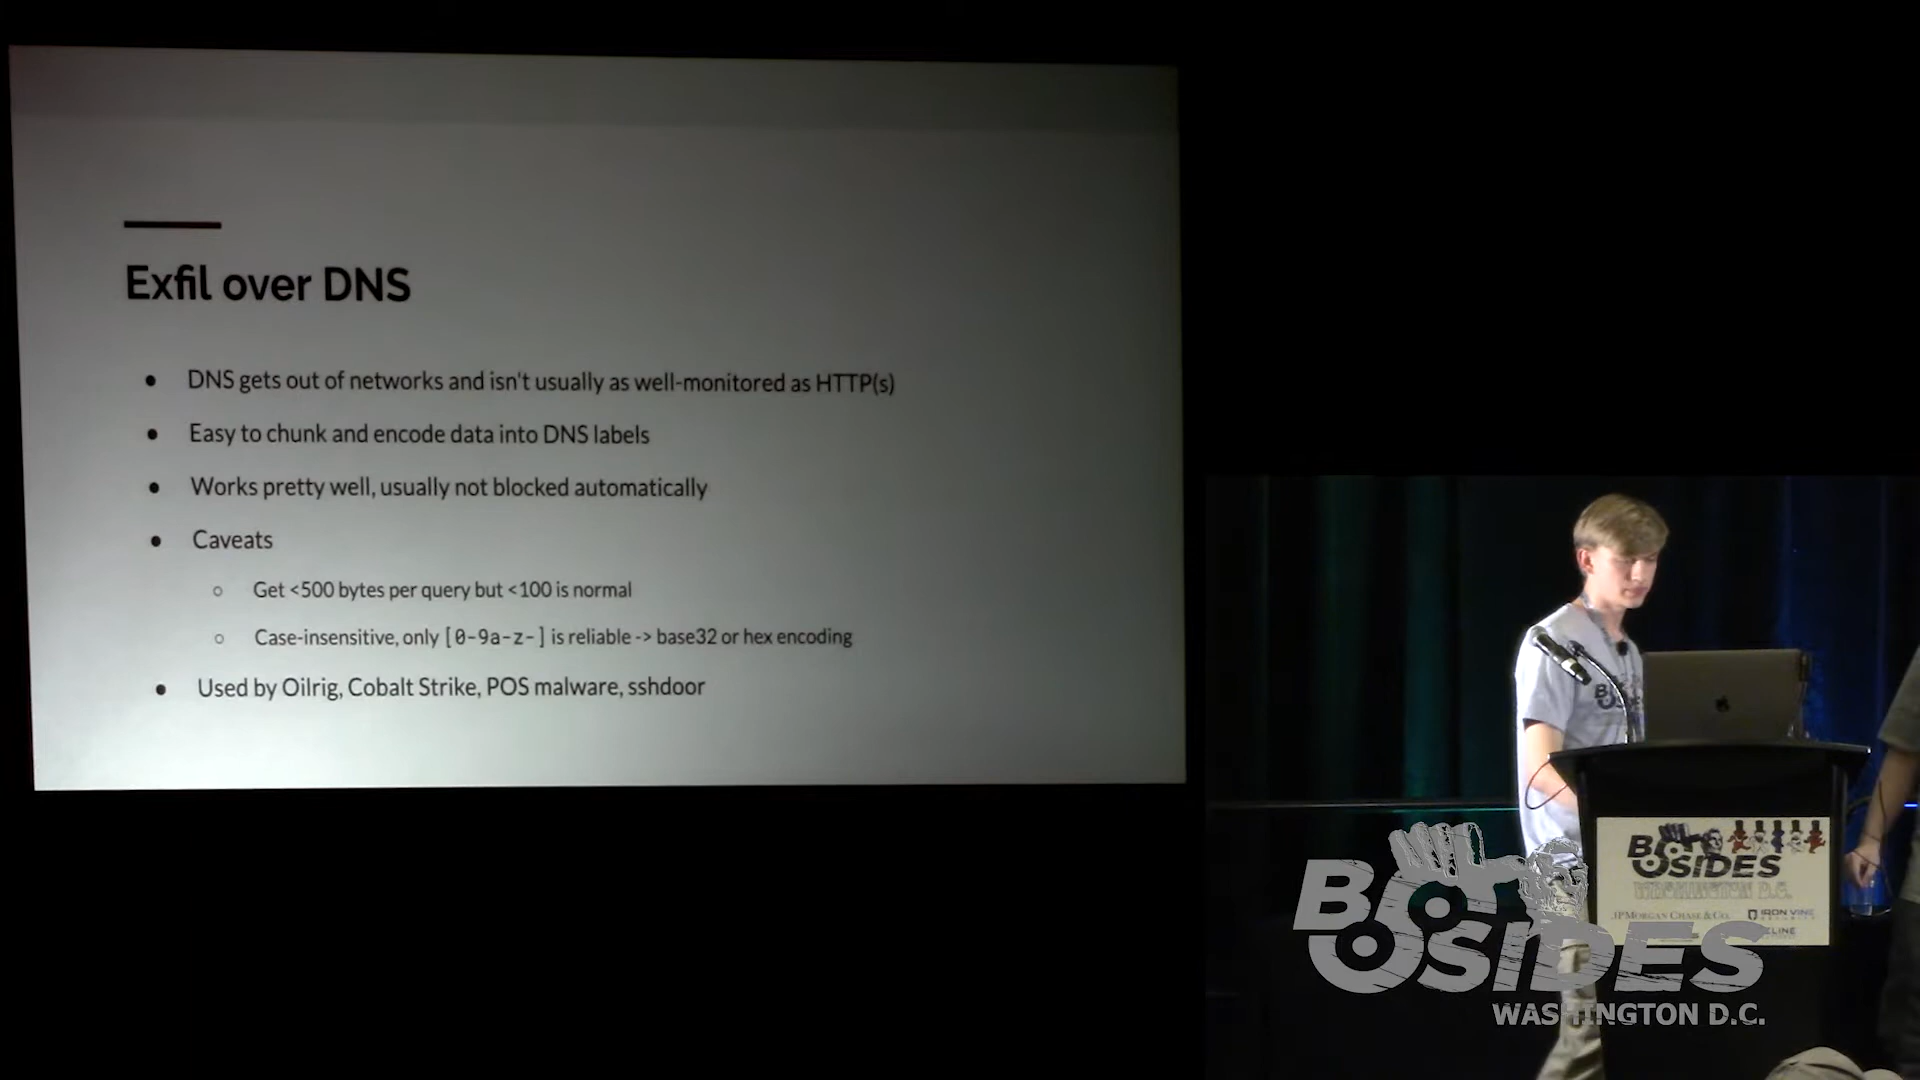 Exfil over DNS
● DNS gets out of networks and isn't usually as well-monitored as HTTP(s)
● Easy to chunk and encode data into DNS labels
● Works pretty well, usually not blocked automatically
● Caveats
○ Get <500 bytes per query but <100 is normal
○ Case-insensitive, only [0-9a-z-] is reliable -> base32 or hex encoding
● Used by Oilrig, Cobalt Strike, POS malware, sshdoor
BSIDES
WASHINGTON D.C.
JPMORGAN CHASE & CO.
IRON VINE
SECURITY
BSIDES
WASHINGTON D.C.